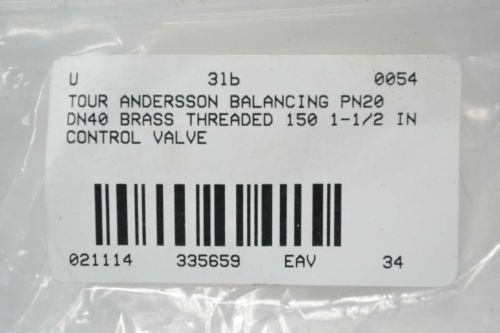 U 31b 0054
TOUR ANDERSSON BALANCING PN20
DN40 BRASS THREADED 150 1-1/2 IN
CONTROL VALVE
021114 335659 EAV 34